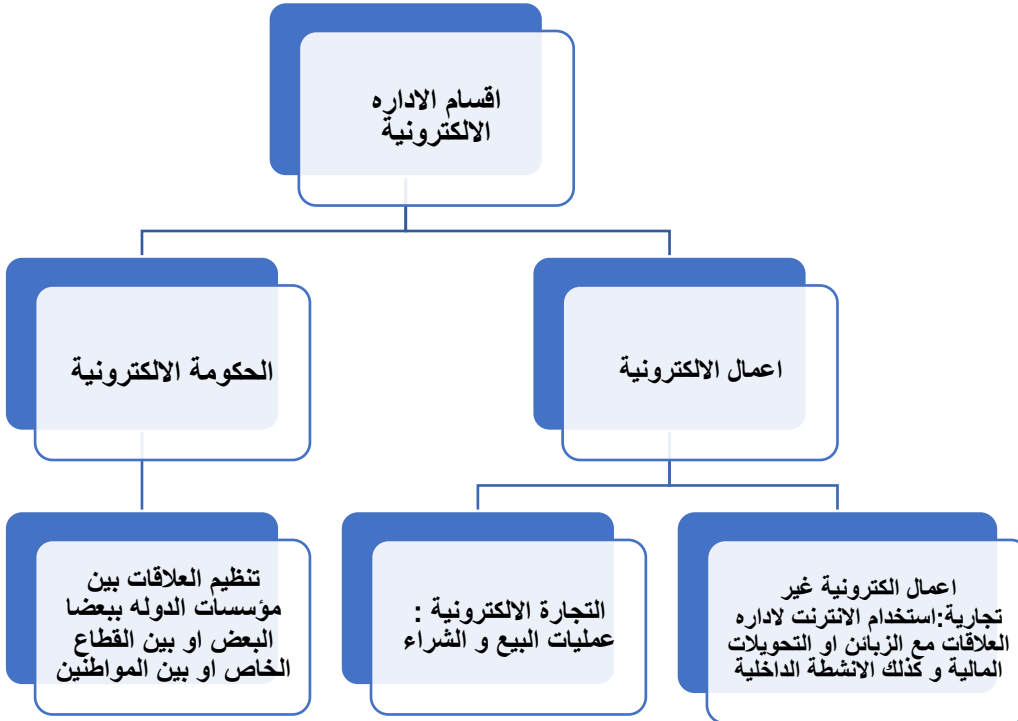 اقسام الاداره
الالكترونية
اعمال الالكترونية
الحكومة الالكترونية
اعمال الكترونية غير
تجارية:استخدام الانترنت لاداره
العلاقات مع الزبائن او التحويلات
المالية و كذلك الانشطة الداخلية
التجارة الالكترونية :
عمليات البيع و الشراء
تنظيم العلاقات بين
مؤسسات الدوله ببعضا
البعض او بين القطاع
الخاص او بين المواطنين